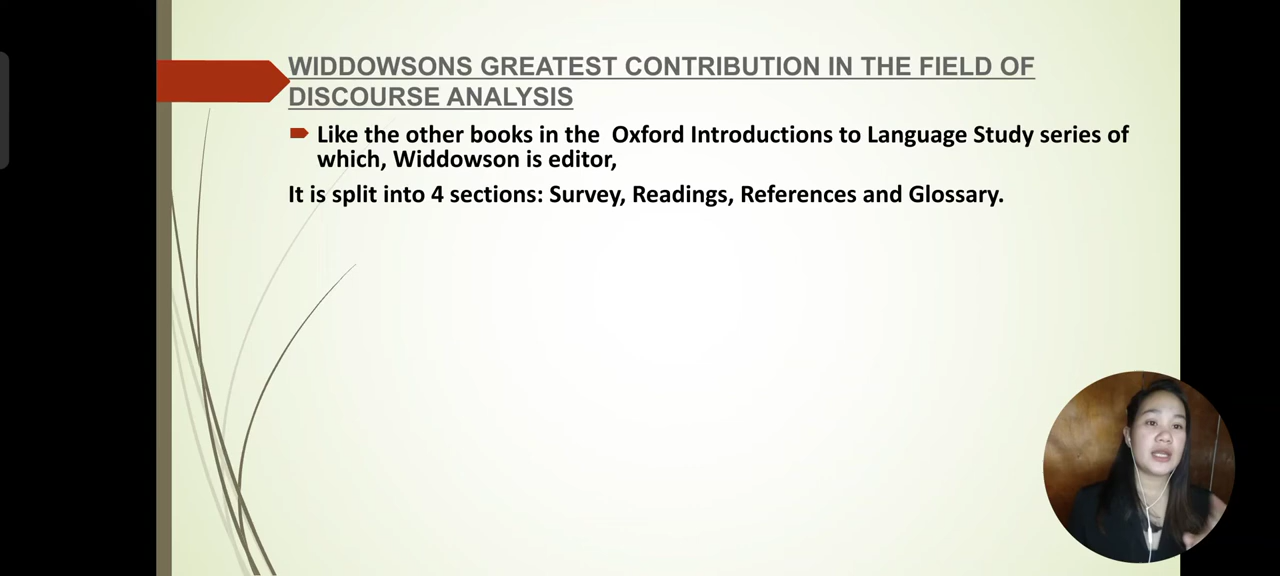 WIDDOWSONS GREATEST CONTRIBUTION IN THE FIELD OF
DISCOURSE ANALYSIS
Like the other books in the  Oxford Introductions to Language Study series of
which, Widdowson is editor,
It is split into 4 sections: Survey, Readings, References and Glossary.